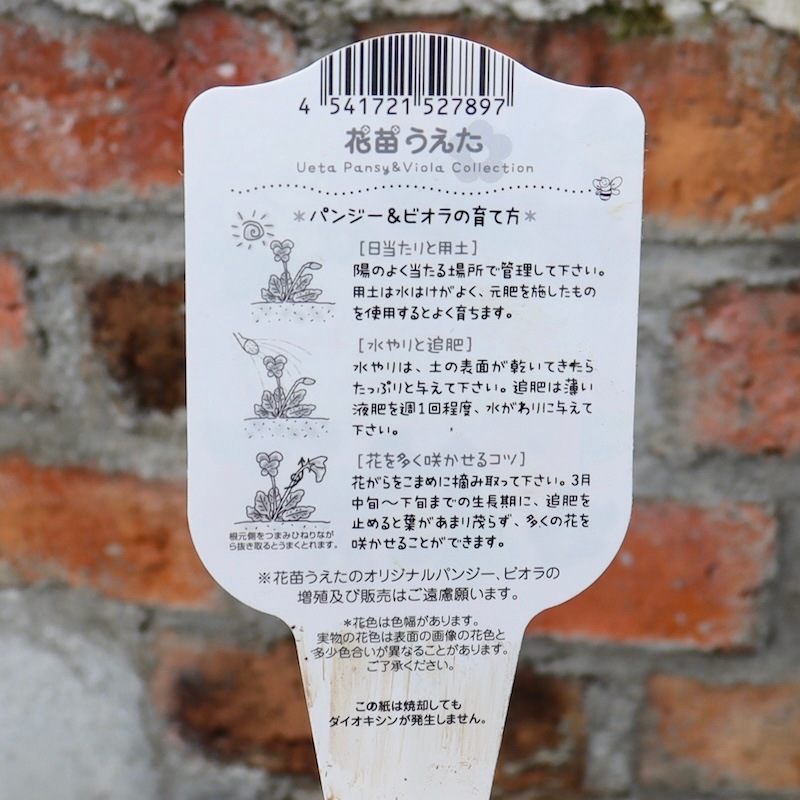 4 541721 527897
花苗うえた
Ueta Pansy&Viola Collection
*パンジー&ビオラの育て方*
[日当たりと用土]
陽のよく当たる場所で管理して下さい。
用土は水はけがよく、元肥を施したもの
を使用するとよく育ちます。
[水やりと追肥]
水やりは、土の表面が乾いてきたら
たっぷりと与えて下さい。追肥は薄い
液肥を週1回程度、水がわりに与えて
下さい。
[花を多く咲かせるコツ]
花がらをこまめに摘み取って下さい。3月
中旬～下旬までの生長期に、追肥を
止めると葉があまり茂らず、多くの花を
咲かせることができます。
根元側をつまみひねりなが
ら抜き取るとうまくとれます。
※花苗うえたのオリジナルパンジー、ビオラの
増殖及び販売はご遠慮願います。
*花色は色幅があります。
実物の花色は表面の画像の花色と
多少色合いが異なることがあります。
ご了承ください。
この紙は焼却しても
ダイオキシンが発生しません。